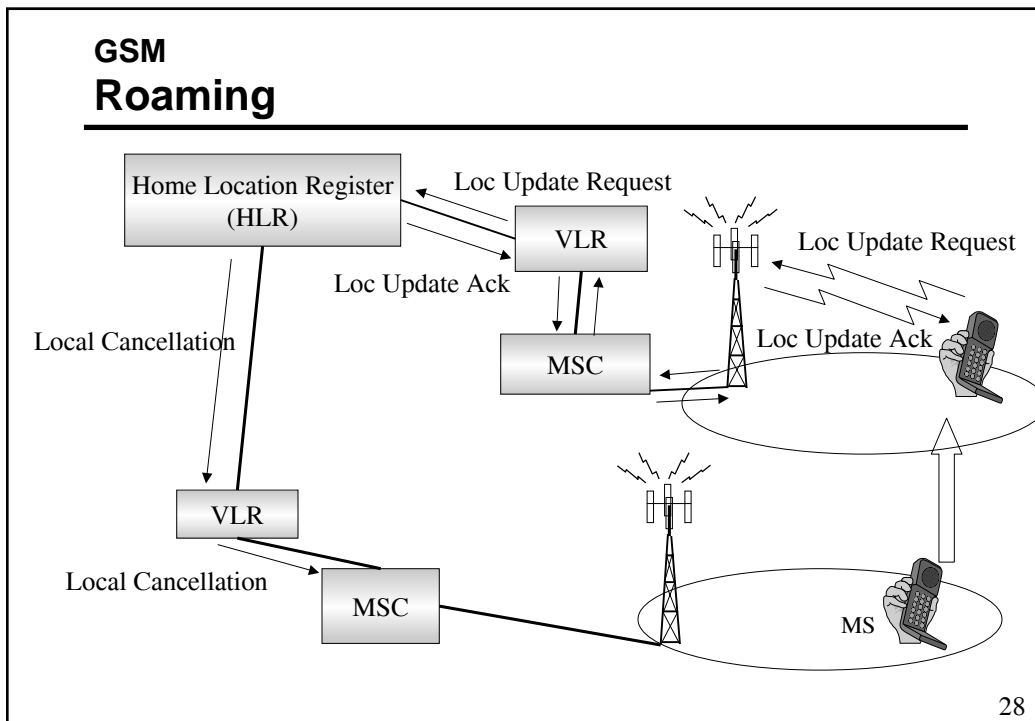 GSM
Roaming
Home Location Register
(HLR)
Loc Update Request
VLR
Loc Update Request
Loc Update Ack
Local Cancellation
MSC
Loc Update Ack
VLR
Local Cancellation
MSC
MS
28